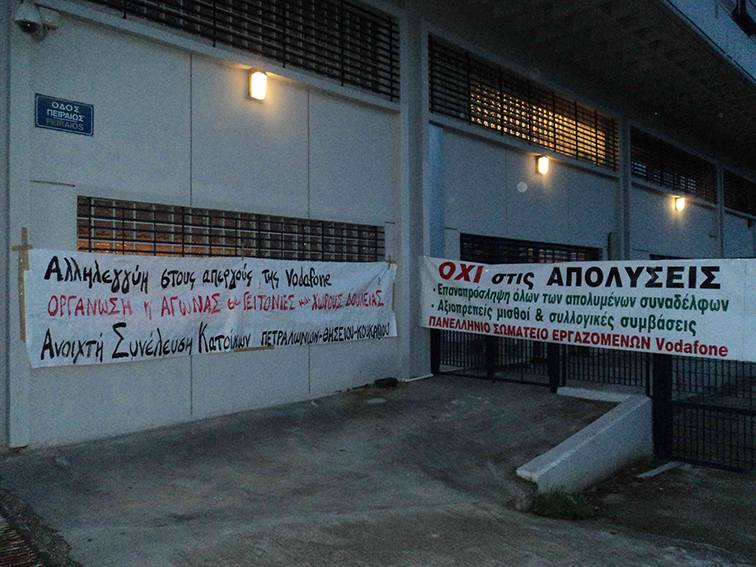 ΟΔΟΣ
ΠΕΙΡΑΙΩΣ
PEIRAIOS
Αλληλεγγύη στους απεργούς της Vodafone
ΟΡΓΑΝΩΣΗ & ΑΓΩΝΑΣ σε ΓΕΙΤΟΝΙΕΣ και ΧΩΡΟΥΣ ΔΟΥΛΕΙΑΣ
Ανοιχτή Συνέλευση Κατοίκων ΠΕΤΡΑΛΩΝΩΝ-ΘΗΣΕΙΟΥ-ΚΟΥΚΑΚΙΟΥ
ΟΧΙ στις ΑΠΟΛΥΣΕΙΣ
· Επαναπρόσληψη όλων των απολυμένων συναδέλφων
· Αξιοπρεπείς μισθοί & συλλογικές συμβάσεις
ΠΑΝΕΛΛΗΝΙΟ ΣΩΜΑΤΕΙΟ ΕΡΓΑΖΟΜΕΝΩΝ Vodafone